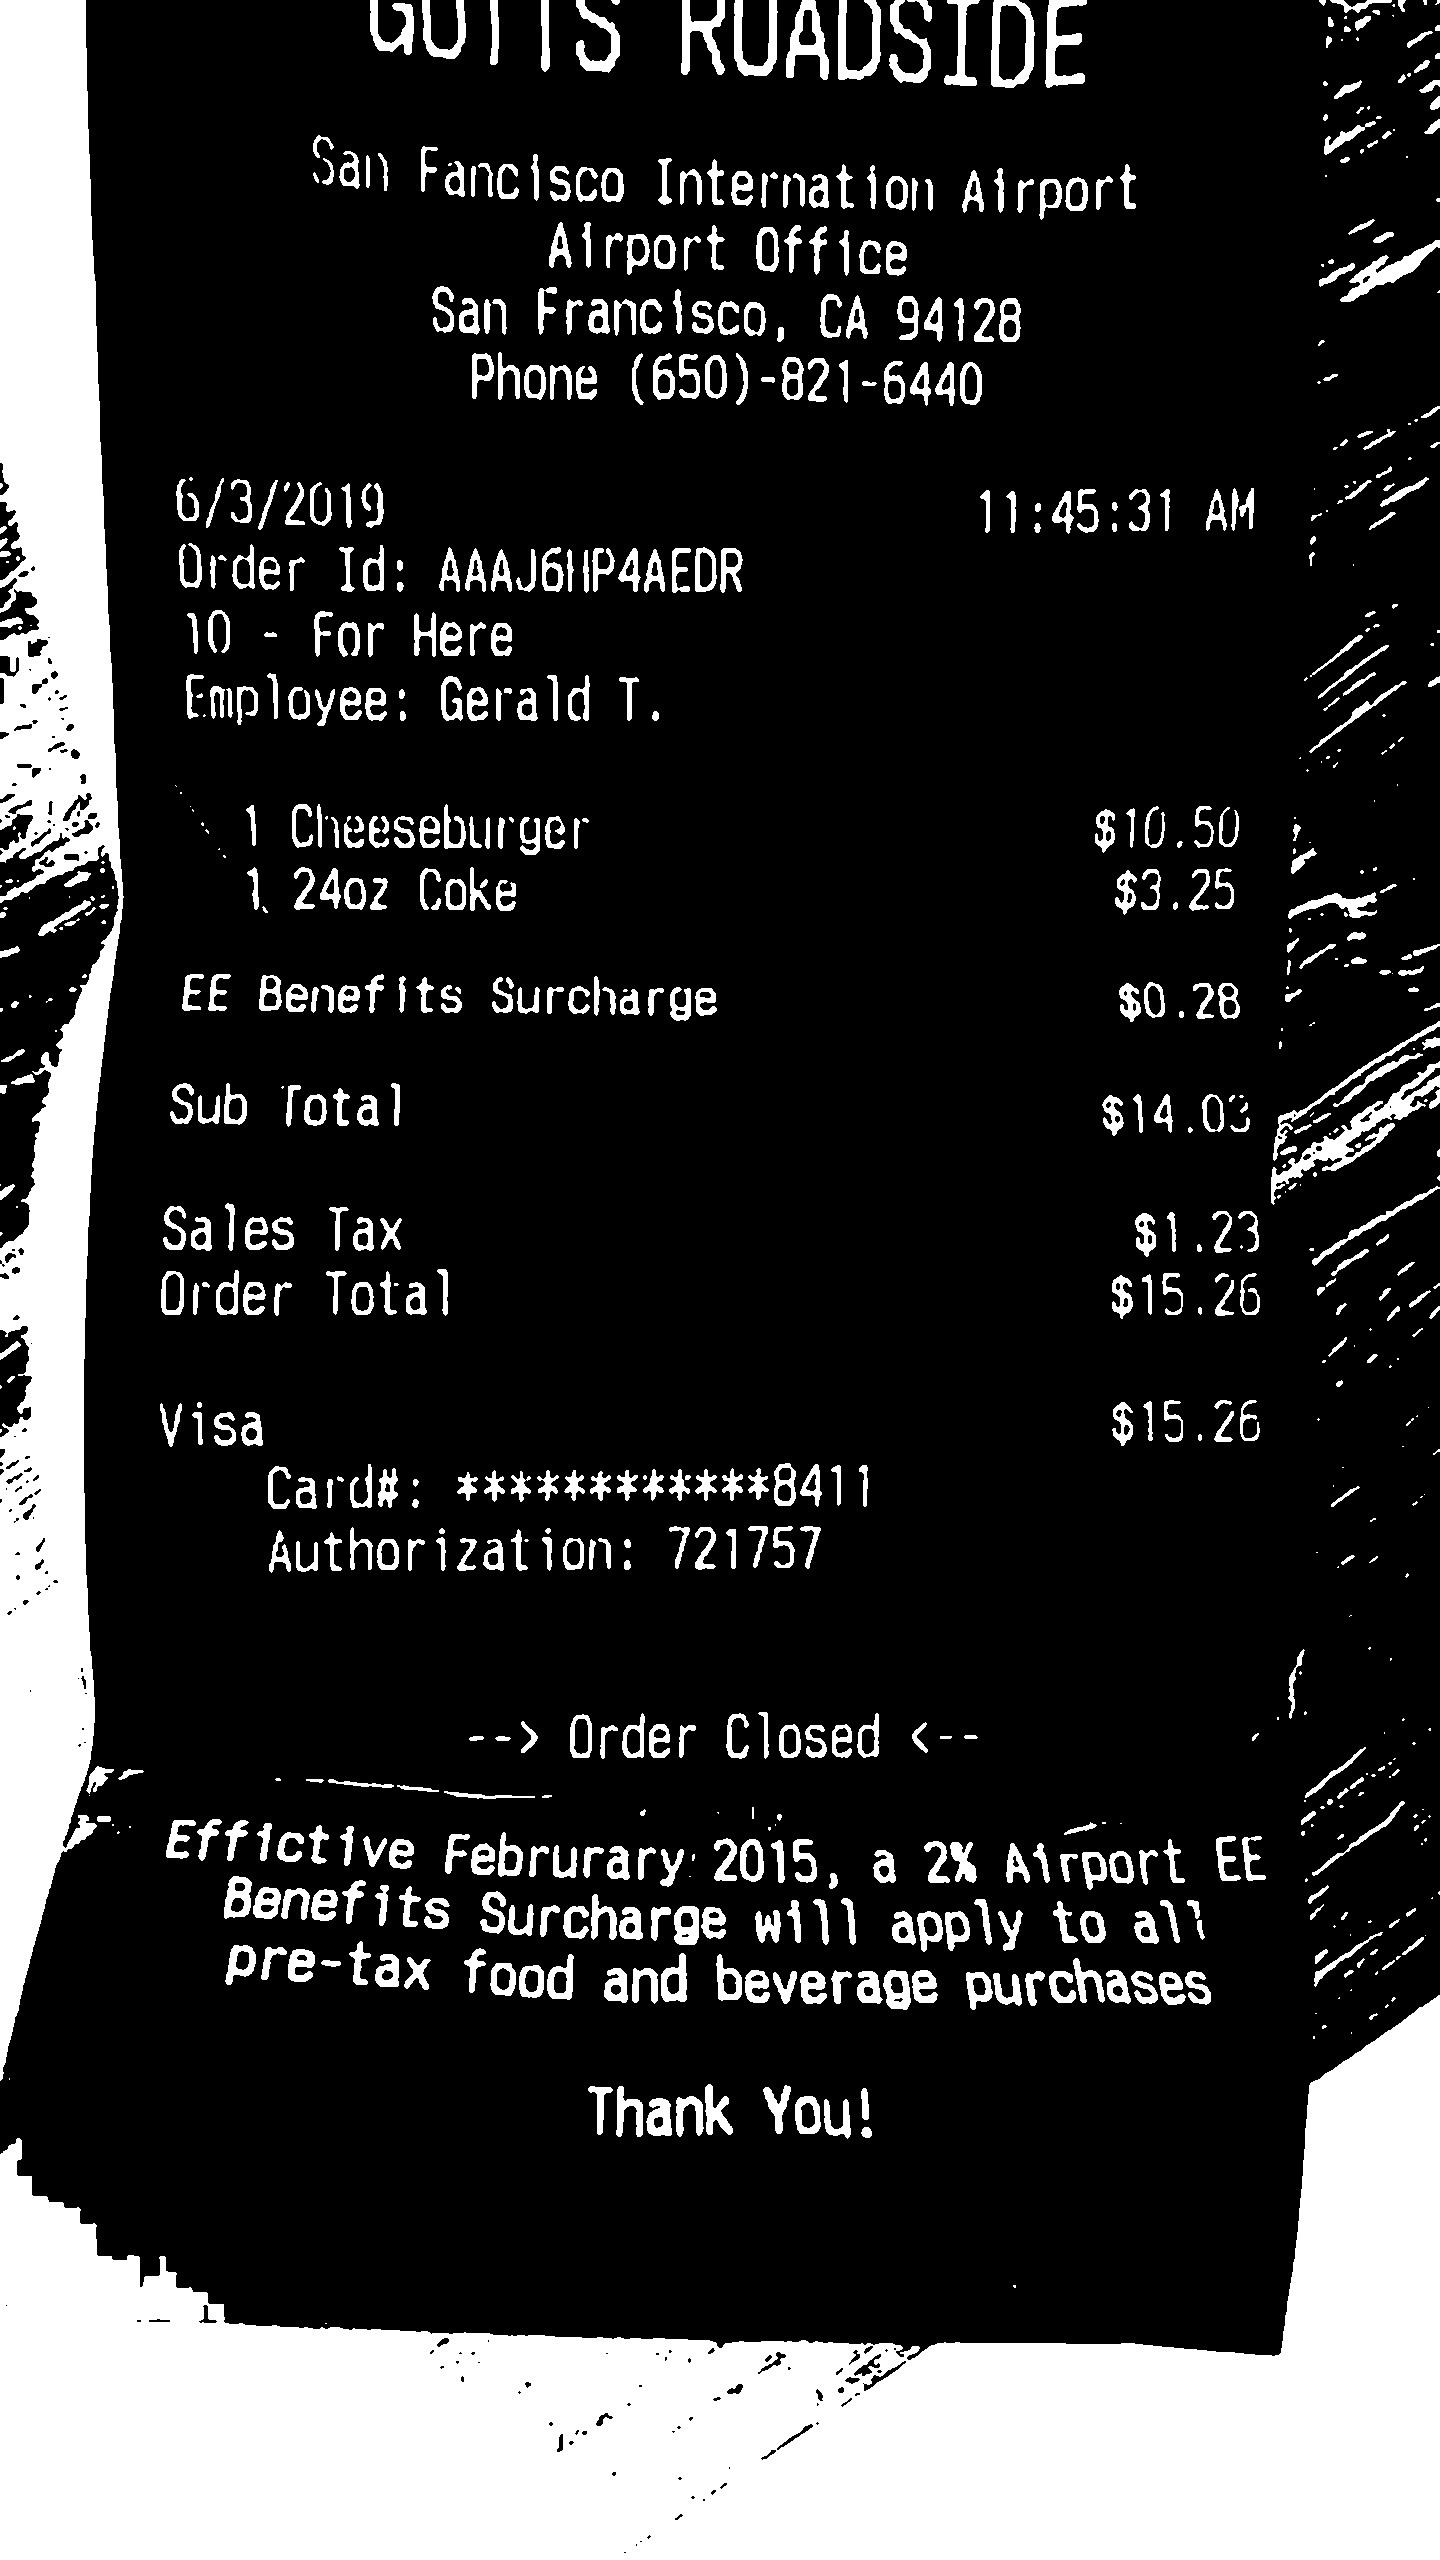 GOTTS ROADSIDE
San Fancisco Internation Airport
Airport Office
San Francisco, CA 94128
Phone (650)-821-6440
6/3/2019 11:45:31 AM
Order Id: AAAJ6HP4AEDR
10 - For Here
Employee: Gerald T.
1 Cheeseburger $10.50
1 24oz Coke $3.25
EE Benefits Surcharge $0.28
Sub Total $14.03
Sales Tax $1.23
Order Total $15.26
Visa $15.26
Card#: ************8411
Authorization: 721757
--> Order Closed <--
Effictive Februrary 2015, a 2% Airport EE
Benefits Surcharge will apply to all
pre-tax food and beverage purchases
Thank You!